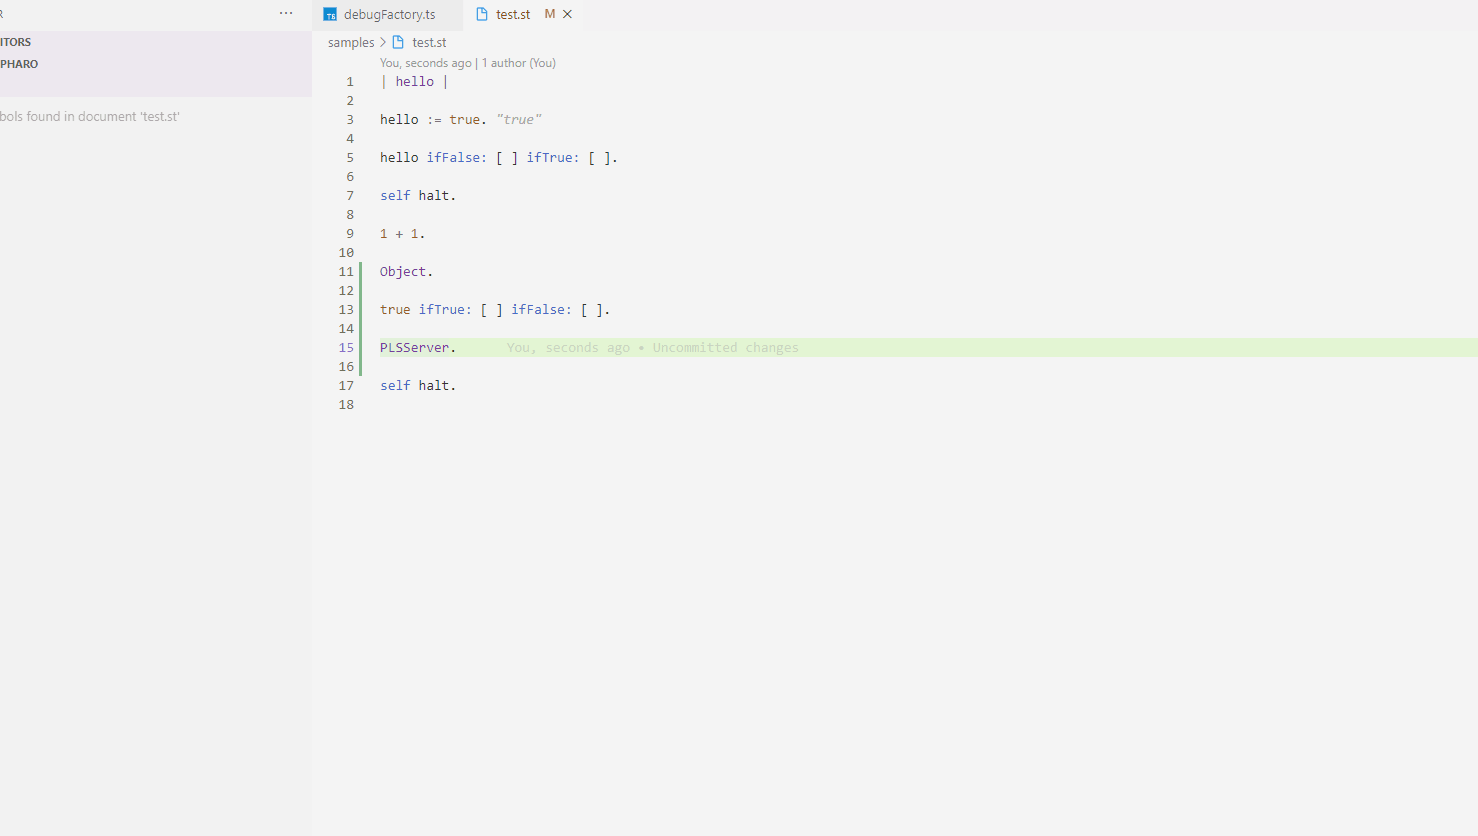 R ···
debugFactory.ts test.st M
ITORS
samples > test.st
PHARO
You, seconds ago | 1 author (You)
1 | hello |
2
bols found in document 'test.st'
3 hello := true. "true"
4
5 hello ifFalse: [ ] ifTrue: [ ].
6
7 self halt.
8
9 1 + 1.
10
11 Object.
12
13 true ifTrue: [ ] ifFalse: [ ].
14
15 PLSServer. You, seconds ago • Uncommitted changes
16
17 self halt.
18